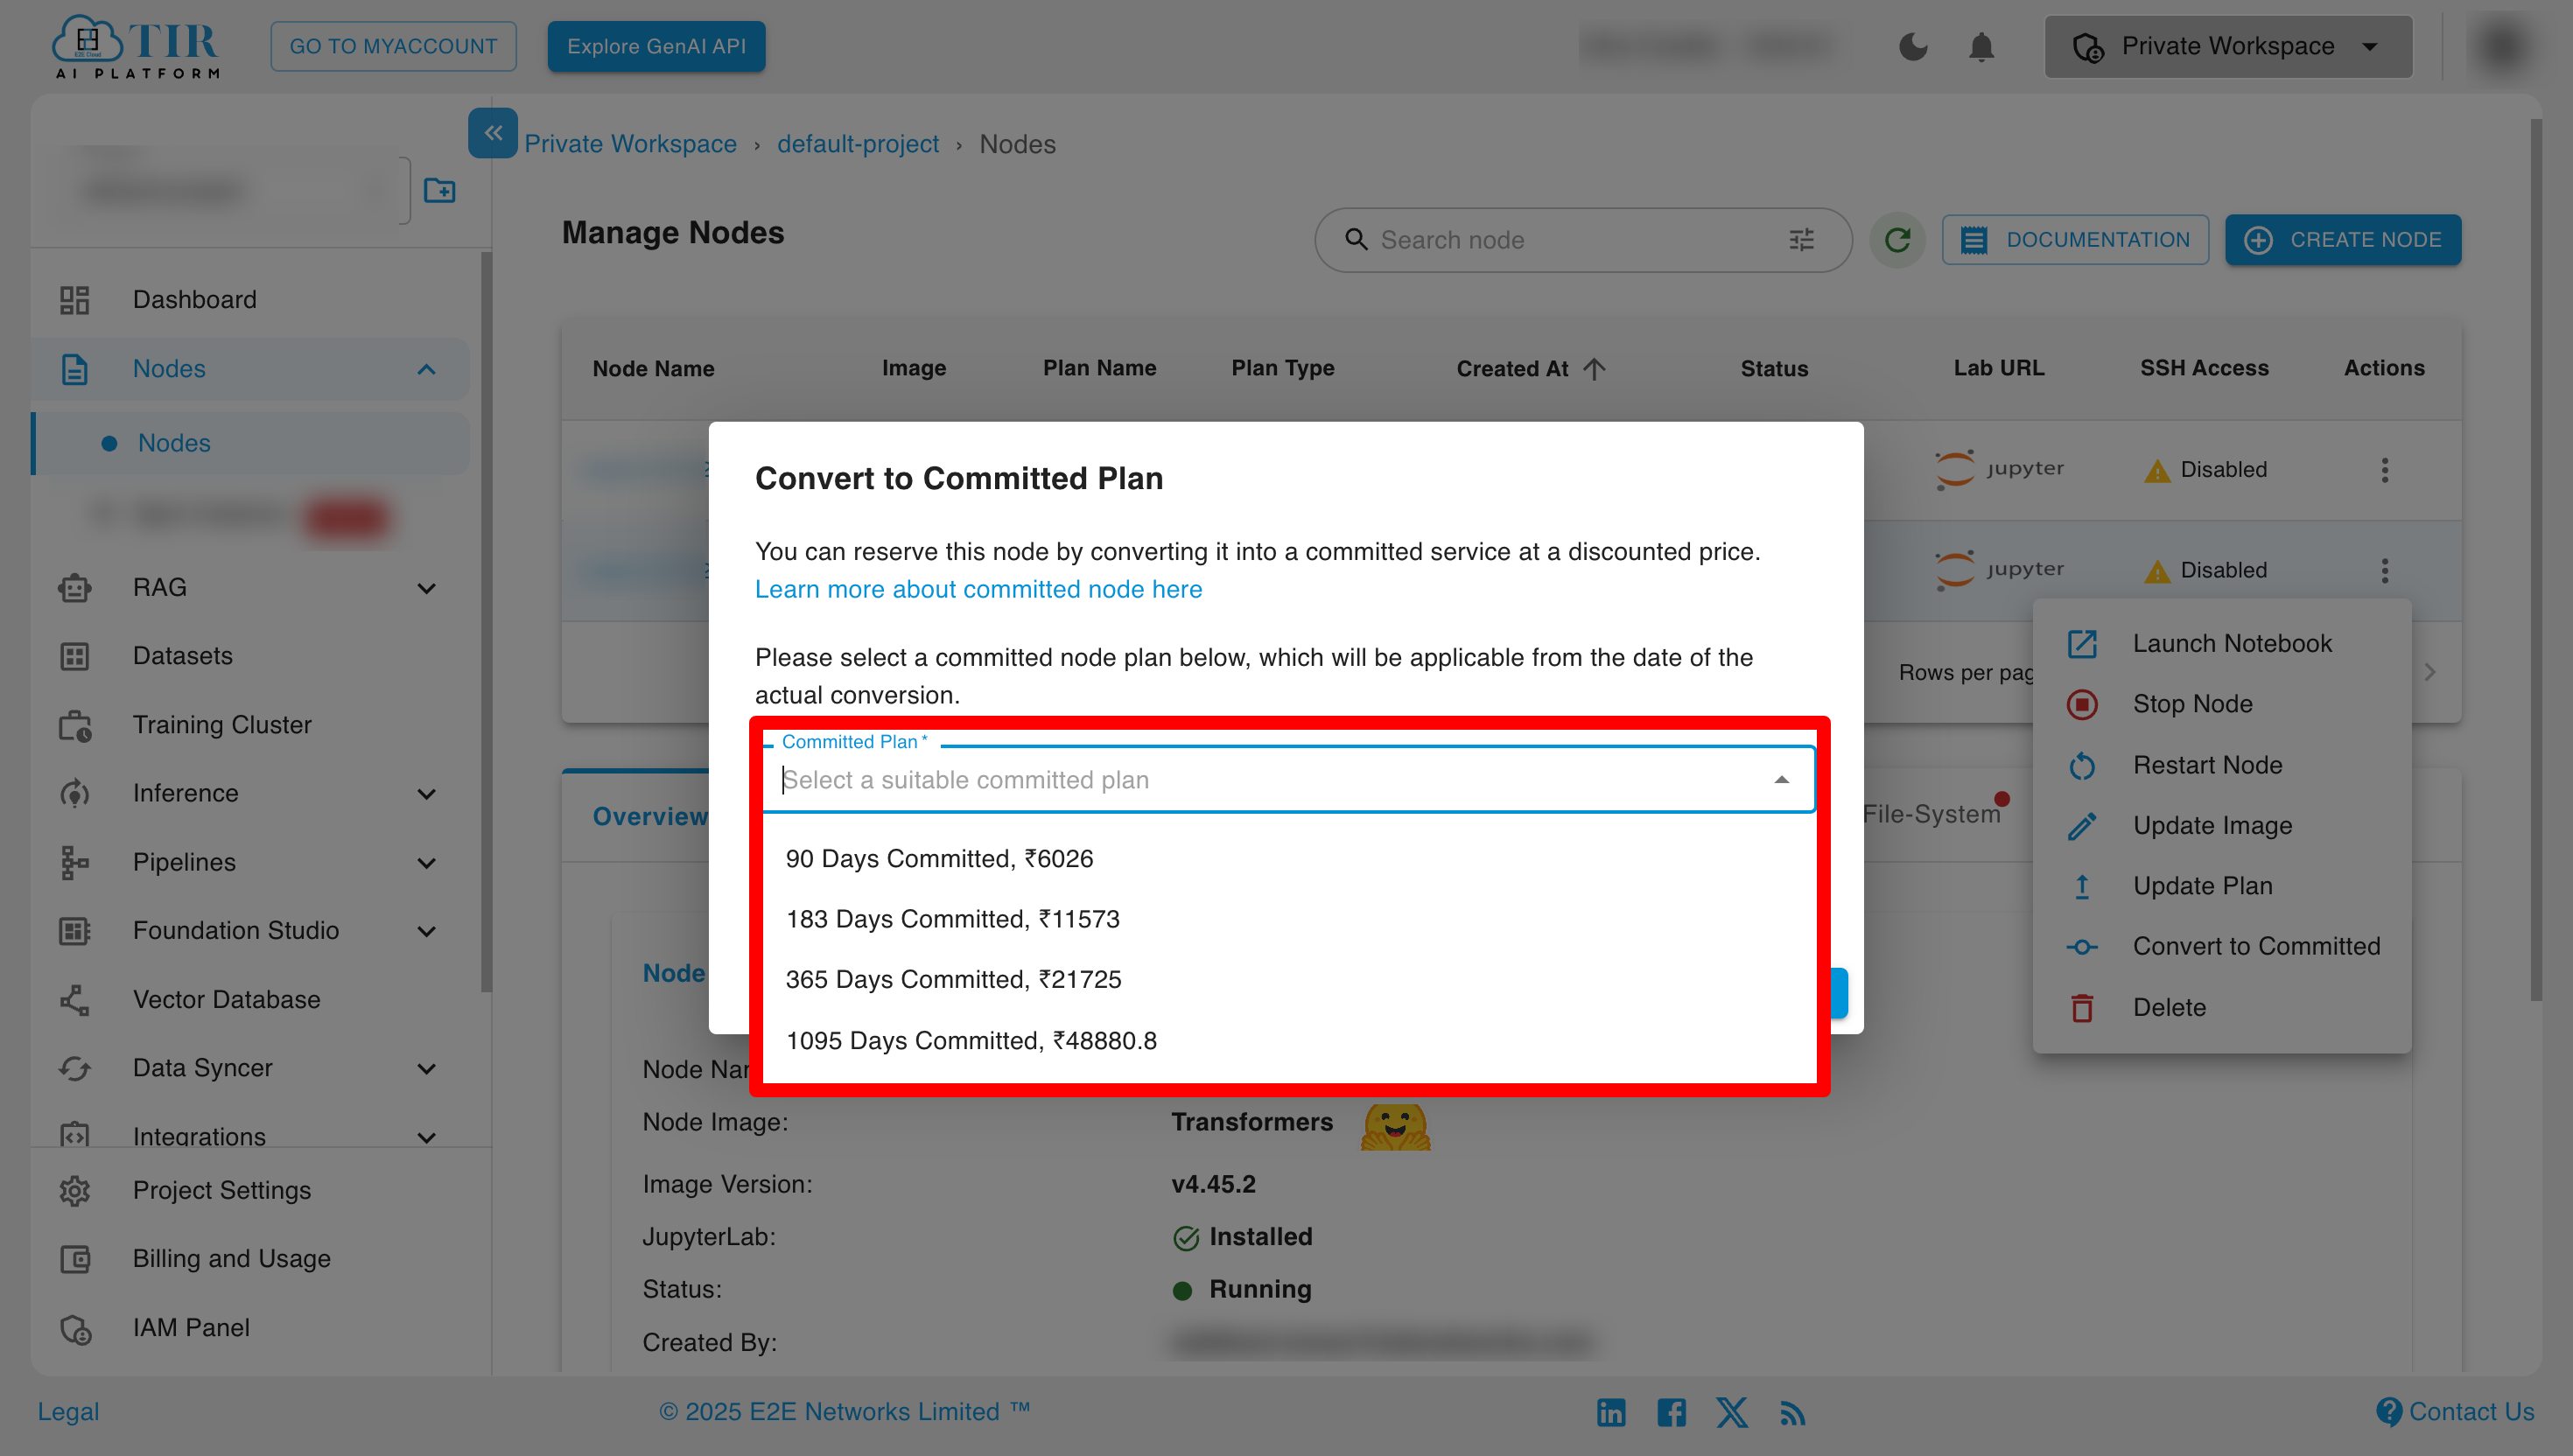 E2E Cloud
TIR
AI PLATFORM
GO TO MYACCOUNT
Explore GenAI API
Private Workspace
Private Workspace › default-project › Nodes
Manage Nodes
Search node
DOCUMENTATION
CREATE NODE
Dashboard
Nodes
Nodes
RAG
Datasets
Training Cluster
Inference
Pipelines
Foundation Studio
Vector Database
Data Syncer
Integrations
Project Settings
Billing and Usage
IAM Panel
Node Name Image Plan Name Plan Type Created At Status Lab URL SSH Access Actions
jupyter Disabled
jupyter Disabled
Rows per pag
Convert to Committed Plan
You can reserve this node by converting it into a committed service at a discounted price.
Learn more about committed node here
Please select a committed node plan below, which will be applicable from the date of the
actual conversion.
Committed Plan *
Select a suitable committed plan
90 Days Committed, ₹6026
183 Days Committed, ₹11573
365 Days Committed, ₹21725
1095 Days Committed, ₹48880.8
Launch Notebook
Stop Node
Restart Node
Update Image
Update Plan
Convert to Committed
Delete
Overview
File-System
Node
Node Nar
Node Image: Transformers
Image Version: v4.45.2
JupyterLab: Installed
Status: Running
Created By:
Legal
© 2025 E2E Networks Limited ™
Contact Us